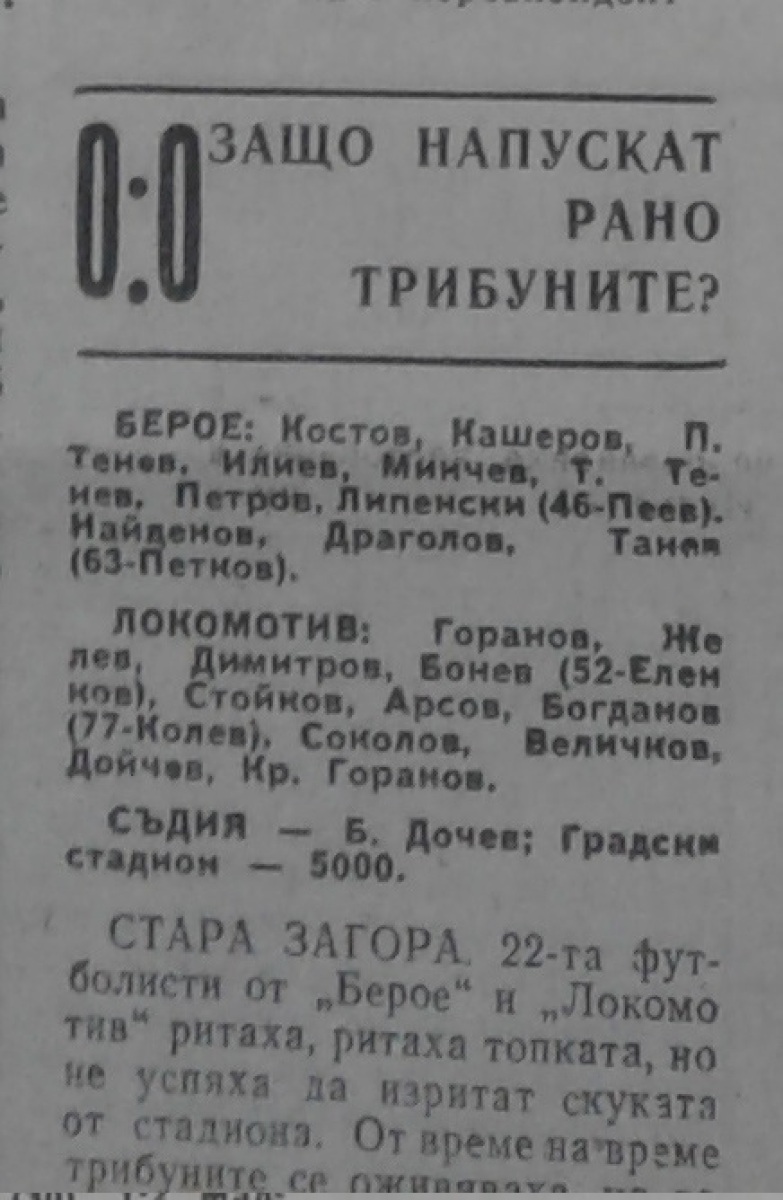 0:0
ЗАЩО НАПУСКАТ
РАНО
ТРИБУНИТЕ?
БЕРОЕ: Костов, Кашеров, П.
Тенев, Илиев, Минчев, Т. Те-
нев, Петров, Липенски (46-Пеев),
Найденов, Драголов, Танев
(63-Петков).
ЛОКОМОТИВ: Горанов, Же
лев, Димитров, Бонев (52-Елен
ков), Стойков, Арсов, Богданов
(77-Колев), Соколов, Величков,
Дойчев, Кр. Горанов.
СЪДИЯ — Б. Дочев; Градски
стадион — 5000.
СТАРА ЗАГОРА. 22-та фут-
болисти от „Берое“ и „Локомо
тив“ ритаха, ритаха топката, но
не успяха да изритат скуката
от стадиона. От време на време
трибуните се оживяваха